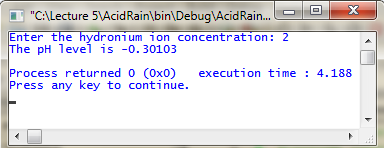 "C:\Lecture 5\AcidRain\bin\Debug\AcidRain...
Enter the hydronium ion concentration: 2
The pH level is -0.30103
Process returned 0 (0x0)   execution time : 4.188
Press any key to continue.